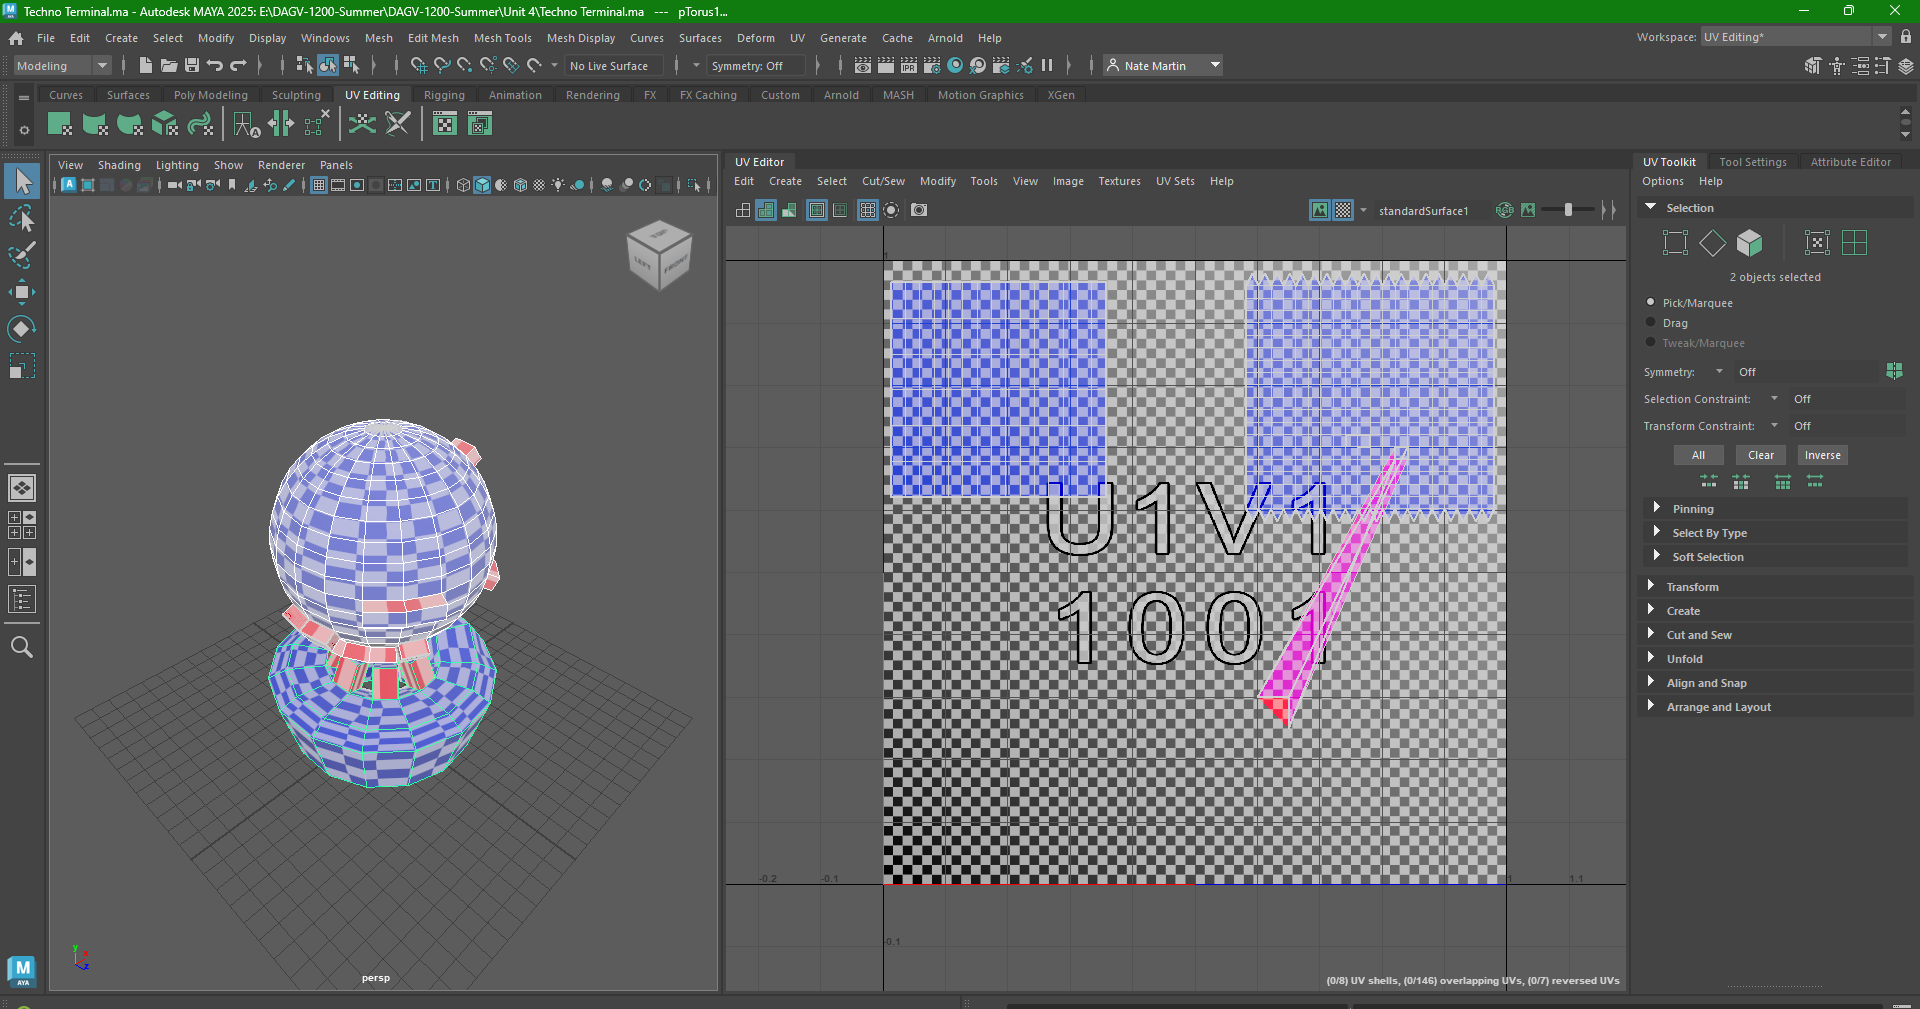 Techno Terminal.ma - Autodesk MAYA 2025: E:\DAGV-1200-Summer\DAGV-1200-Summer\Unit 4\Techno Terminal.ma --- pTorus1...
File Edit Create Select Modify Display Windows Mesh Edit Mesh Mesh Tools Mesh Display Curves Surfaces Deform UV Generate Cache Arnold Help
Workspace: UV Editing*
Modeling
No Live Surface
Symmetry: Off
IPR
Nate Martin
Curves Surfaces Poly Modeling Sculpting UV Editing Rigging Animation Rendering FX FX Caching Custom Arnold MASH Motion Graphics XGen
View Shading Lighting Show Renderer Panels
TOP
LEFT
FRONT
persp
y
x
z
M
AYA
UV Editor
Edit Create Select Cut/Sew Modify Tools View Image Textures UV Sets Help
standardSurface1
RGB
1
U1V1
1001
-0.2
-0.1
1
1.1
-0.1
(0/8) UV shells, (0/146) overlapping UVs, (0/7) reversed UVs
UV Toolkit Tool Settings Attribute Editor
Options Help
Selection
2 objects selected
Pick/Marquee
Drag
Tweak/Marquee
Symmetry: Off
Selection Constraint: Off
Transform Constraint: Off
All Clear Inverse
Pinning
Select By Type
Soft Selection
Transform
Create
Cut and Sew
Unfold
Align and Snap
Arrange and Layout